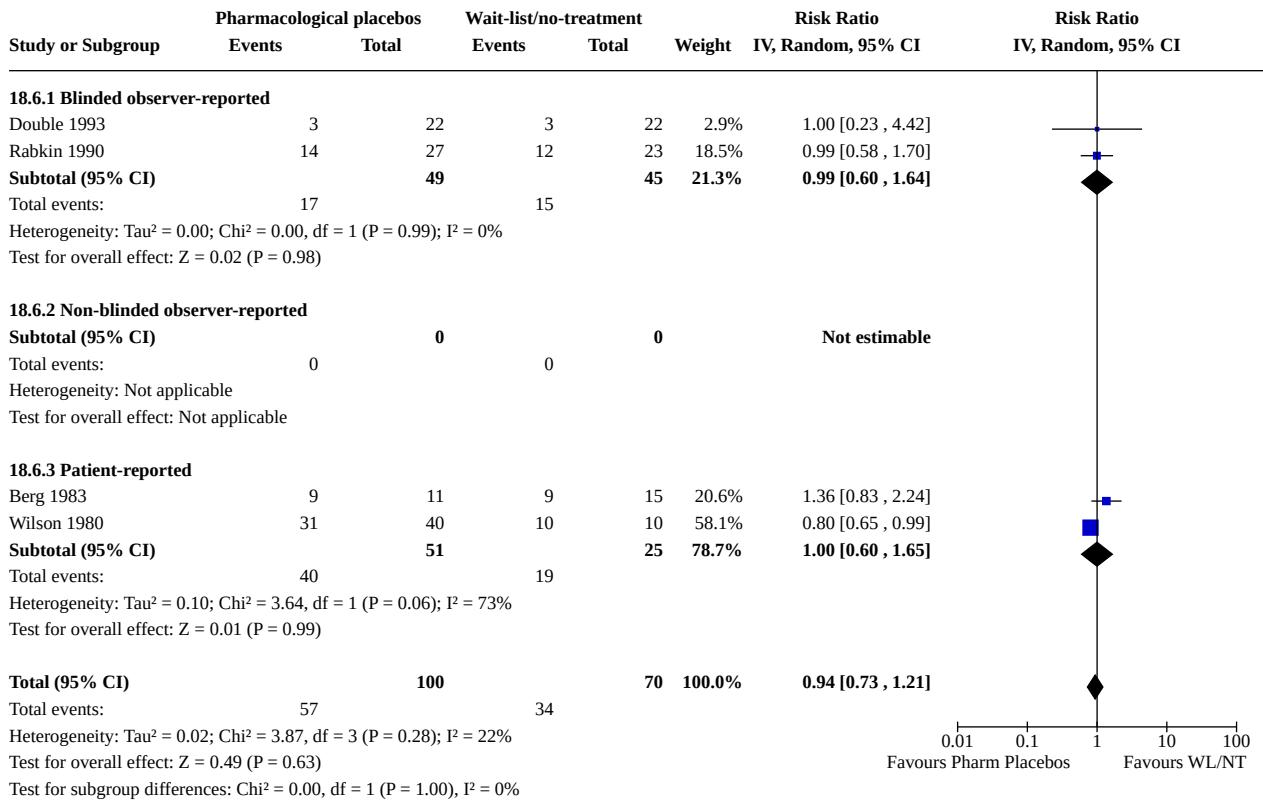 Pharmacological placebos Wait-list/no-treatment Risk Ratio Risk Ratio
Study or Subgroup Events Total Events Total Weight IV, Random, 95% CI IV, Random, 95% CI
18.6.1 Blinded observer-reported
Double 1993 3 22 3 22 2.9% 1.00 [0.23 , 4.42]
Rabkin 1990 14 27 12 23 18.5% 0.99 [0.58 , 1.70]
Subtotal (95% CI) 49 45 21.3% 0.99 [0.60 , 1.64]
Total events: 17 15
Heterogeneity: Tau² = 0.00; Chi² = 0.00, df = 1 (P = 0.99); I² = 0%
Test for overall effect: Z = 0.02 (P = 0.98)
18.6.2 Non-blinded observer-reported
Subtotal (95% CI) 0 0 Not estimable
Total events: 0 0
Heterogeneity: Not applicable
Test for overall effect: Not applicable
18.6.3 Patient-reported
Berg 1983 9 11 9 15 20.6% 1.36 [0.83 , 2.24]
Wilson 1980 31 40 10 10 58.1% 0.80 [0.65 , 0.99]
Subtotal (95% CI) 51 25 78.7% 1.00 [0.60 , 1.65]
Total events: 40 19
Heterogeneity: Tau² = 0.10; Chi² = 3.64, df = 1 (P = 0.06); I² = 73%
Test for overall effect: Z = 0.01 (P = 0.99)
Total (95% CI) 100 70 100.0% 0.94 [0.73 , 1.21]
Total events: 57 34
Heterogeneity: Tau² = 0.02; Chi² = 3.87, df = 3 (P = 0.28); I² = 22%
0.01 0.1 1 10 100
Test for overall effect: Z = 0.49 (P = 0.63)
Favours Pharm Placebos Favours WL/NT
Test for subgroup differences: Chi² = 0.00, df = 1 (P = 1.00), I² = 0%